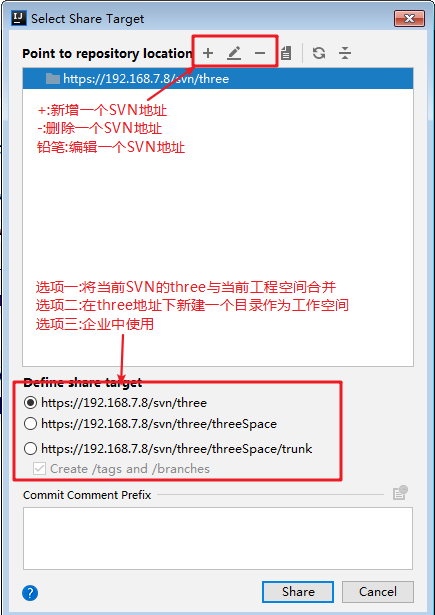 Select Share Target
Point to repository location
https://192.168.7.8/svn/three
+:新增一个SVN地址
-:删除一个SVN地址
铅笔:编辑一个SVN地址
选项一:将当前SVN的three与当前工程空间合并
选项二:在three地址下新建一个目录作为工作空间
选项三:企业中使用
Define share target
https://192.168.7.8/svn/three
https://192.168.7.8/svn/three/threeSpace
https://192.168.7.8/svn/three/threeSpace/trunk
Create /tags and /branches
Commit Comment Prefix
Share
Cancel